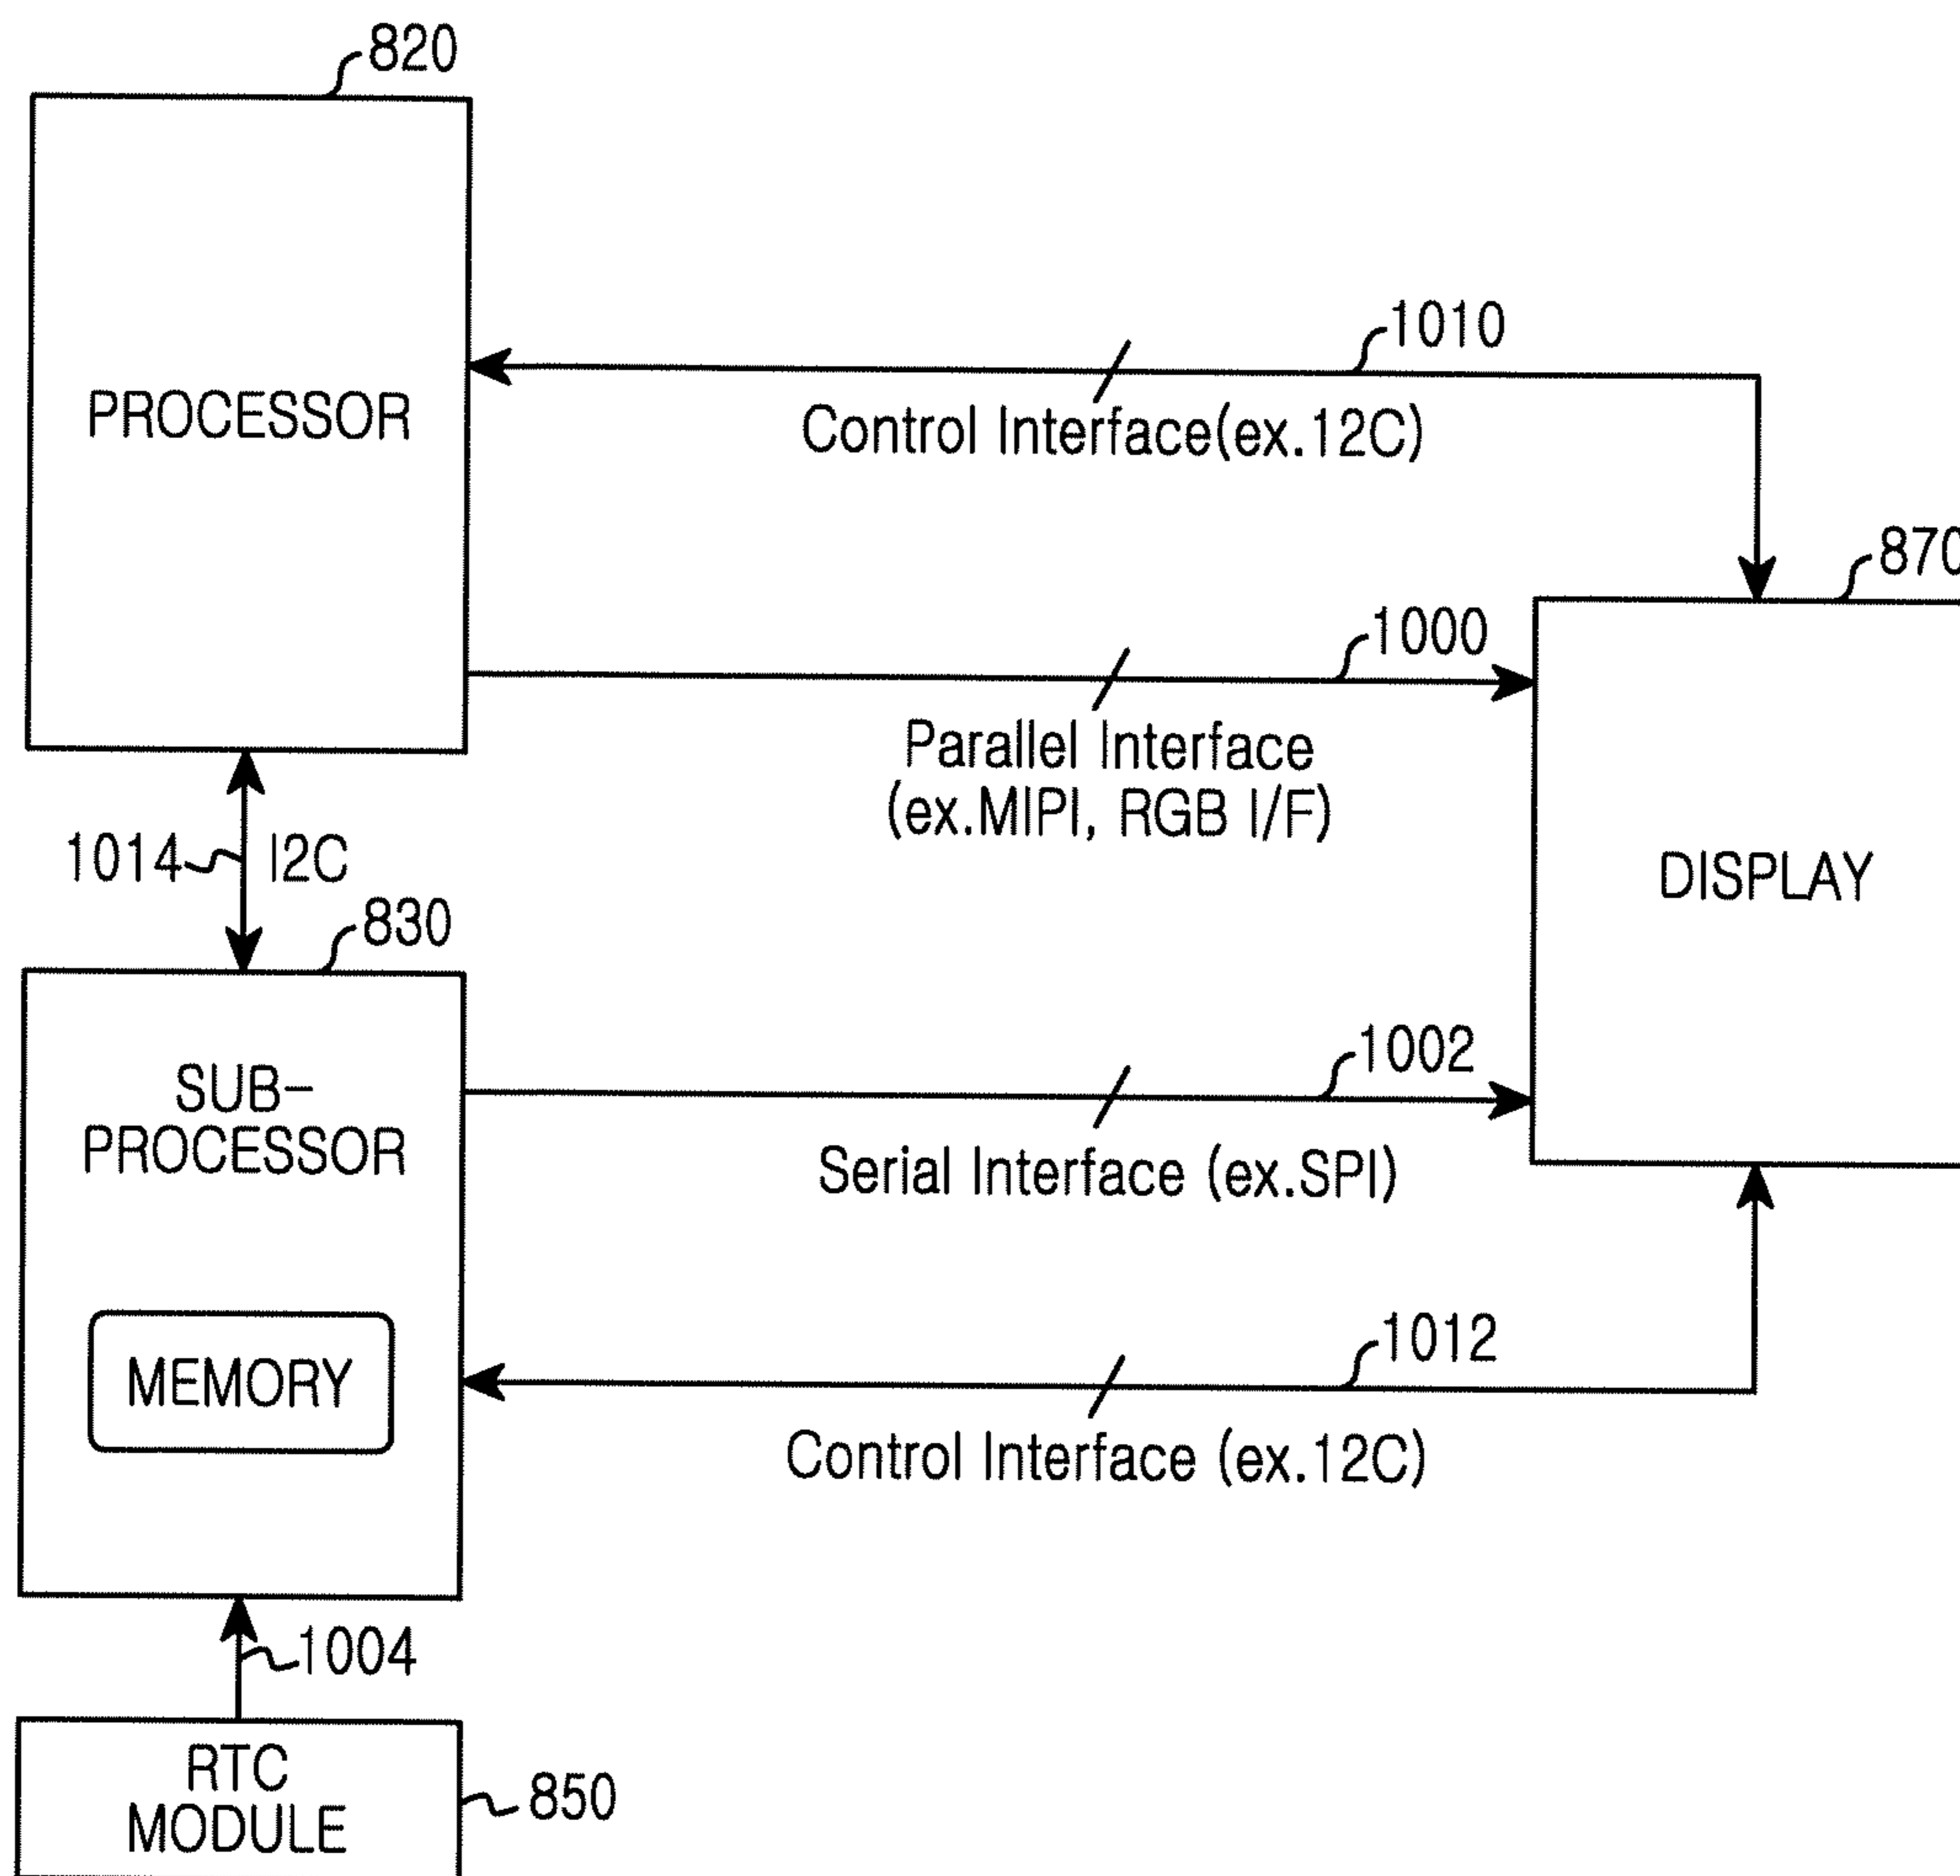 820
PROCESSOR
1010
Control Interface(ex.12C)
870
1000
Parallel Interface
(ex.MIPI, RGB I/F)
1014
I2C
DISPLAY
830
SUB-
PROCESSOR
1002
Serial Interface (ex.SPI)
MEMORY
1012
Control Interface (ex.12C)
1004
RTC
MODULE
850